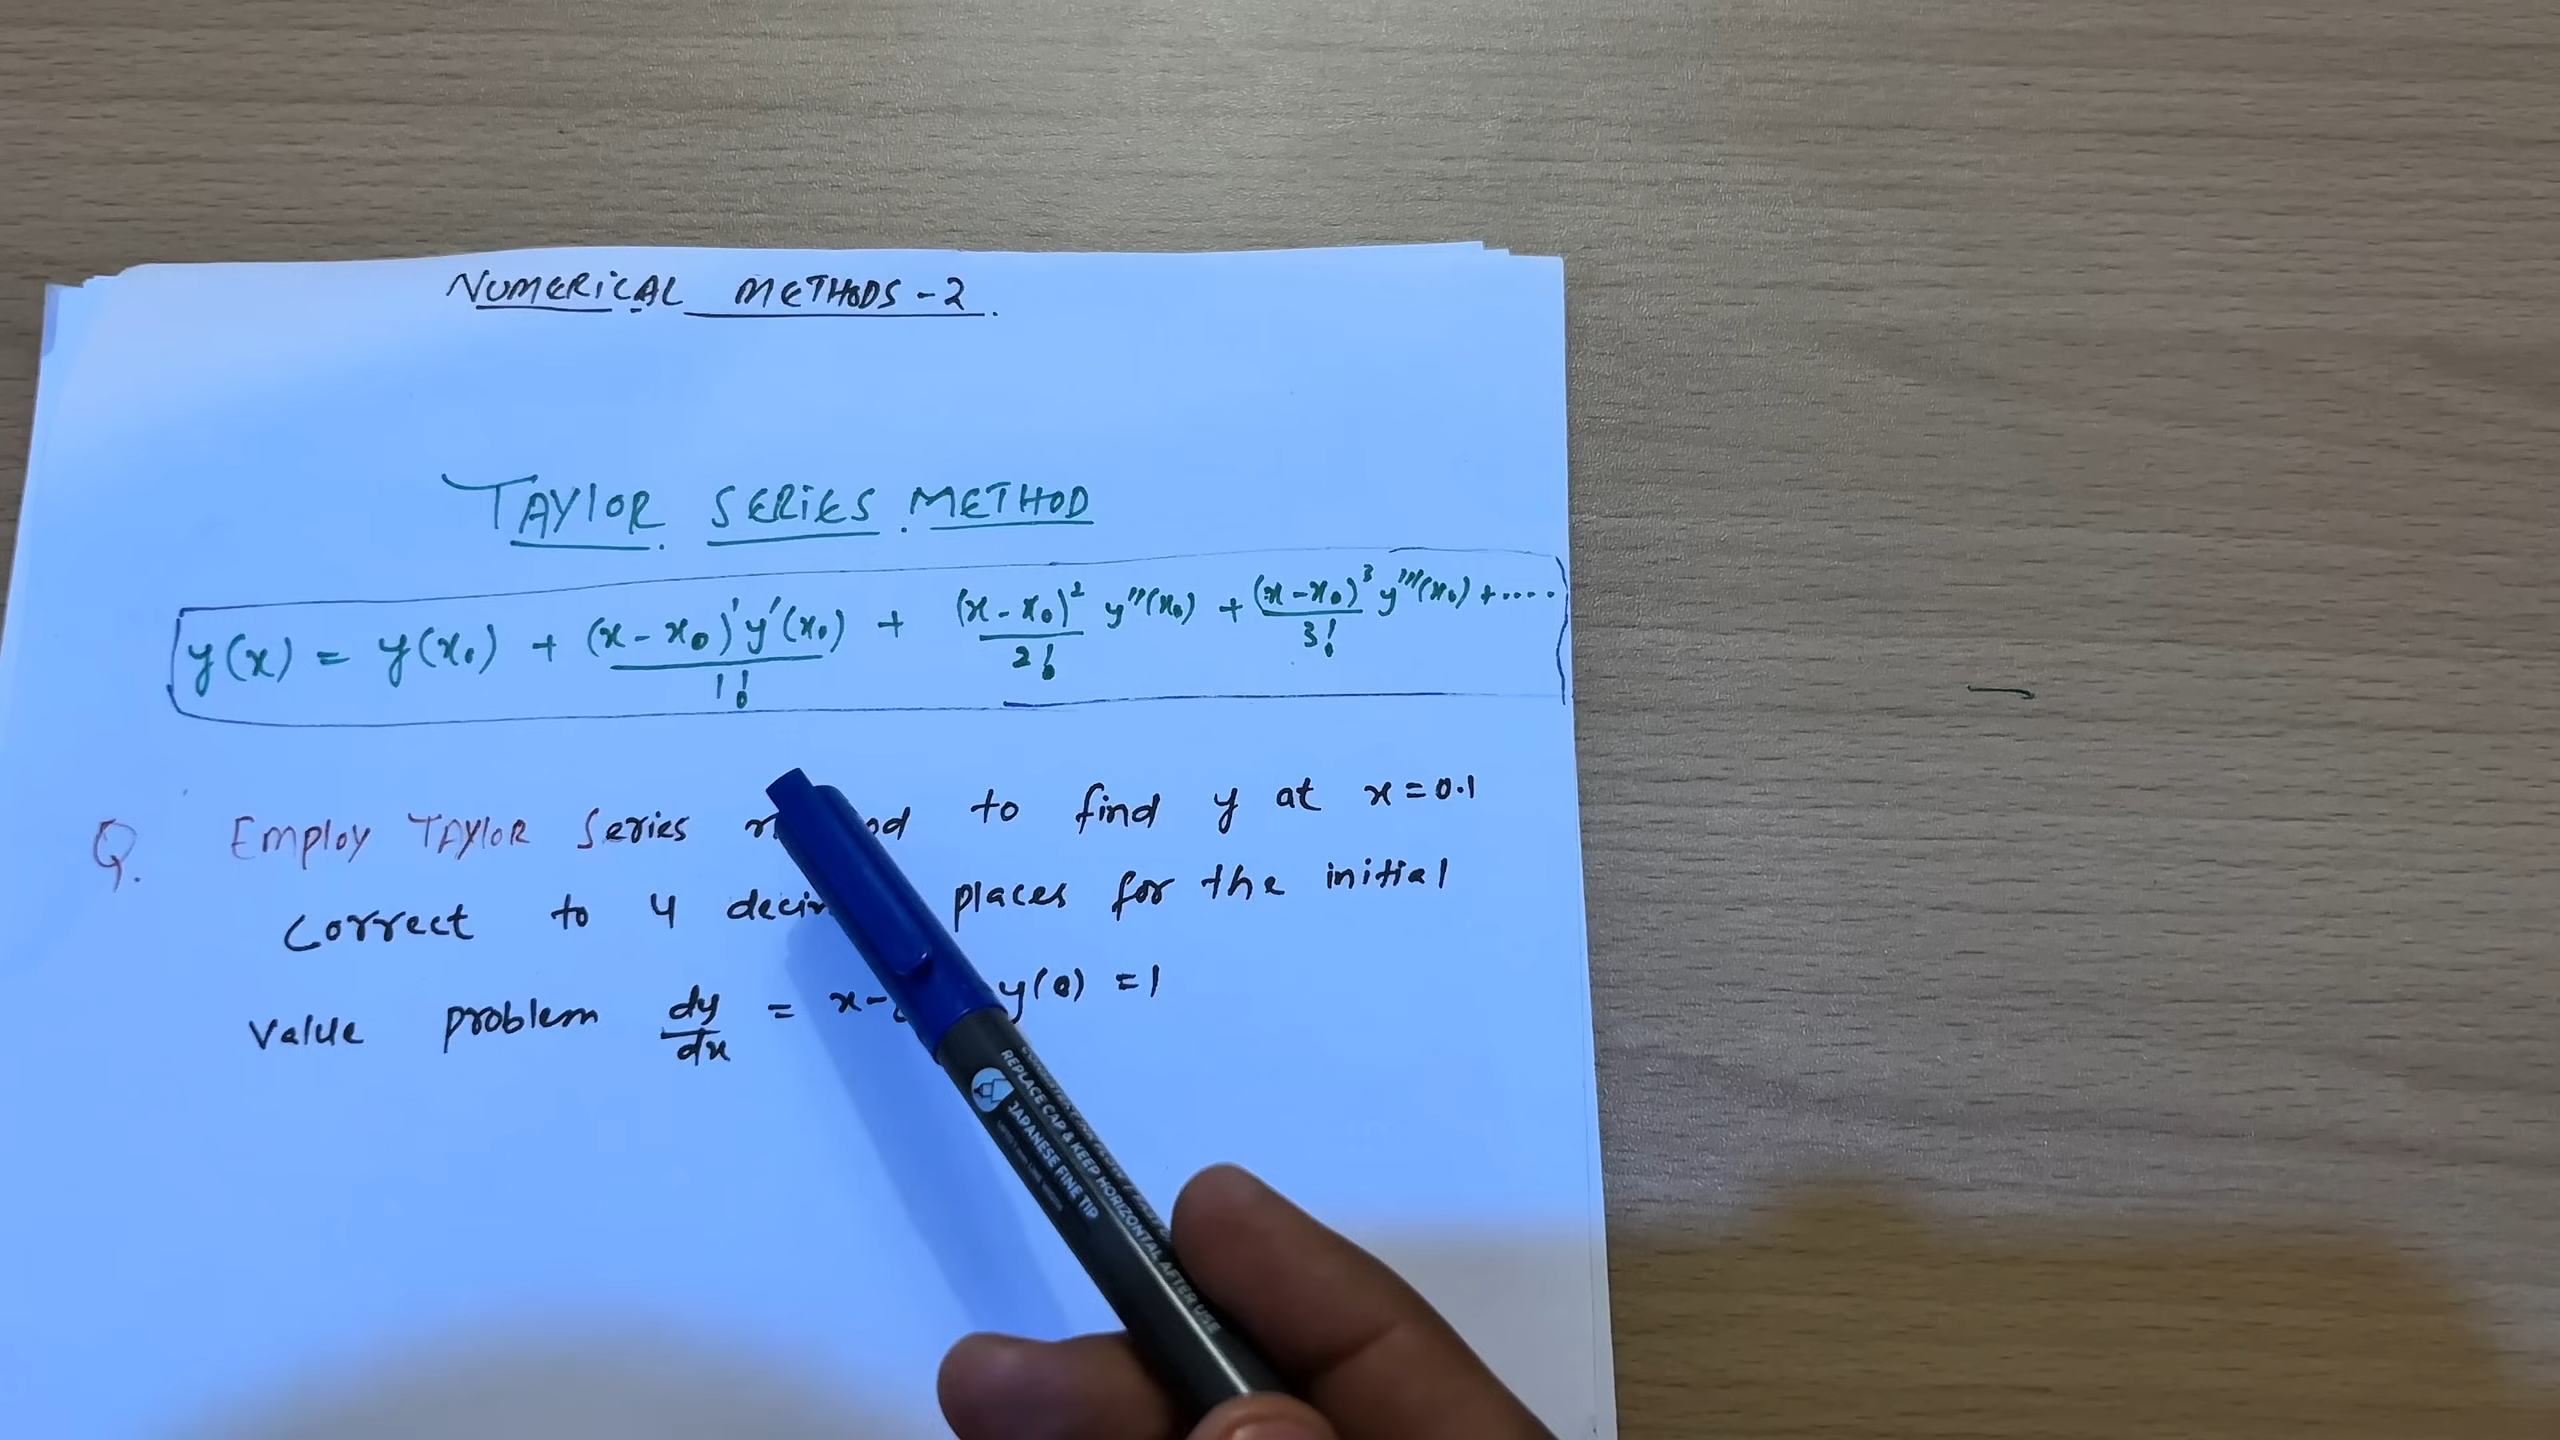 NUMERICAL METHODS - 2
TAYLOR SERIES METHOD
y(x) = y(x₀) + (x - x₀)' y'(x₀) / 1! + (x - x₀)² / 2! y''(x₀) + (x - x₀)³ / 3! y'''(x₀) + ....
Q. Employ TAYLOR Series to find y at x = 0.1
Correct to 4 places for the initial
Value problem dy/dx = x - y(0) = 1
REPLACE CAP & KEEP HORIZONTAL AFTER USE
JAPANESE FINE TIP